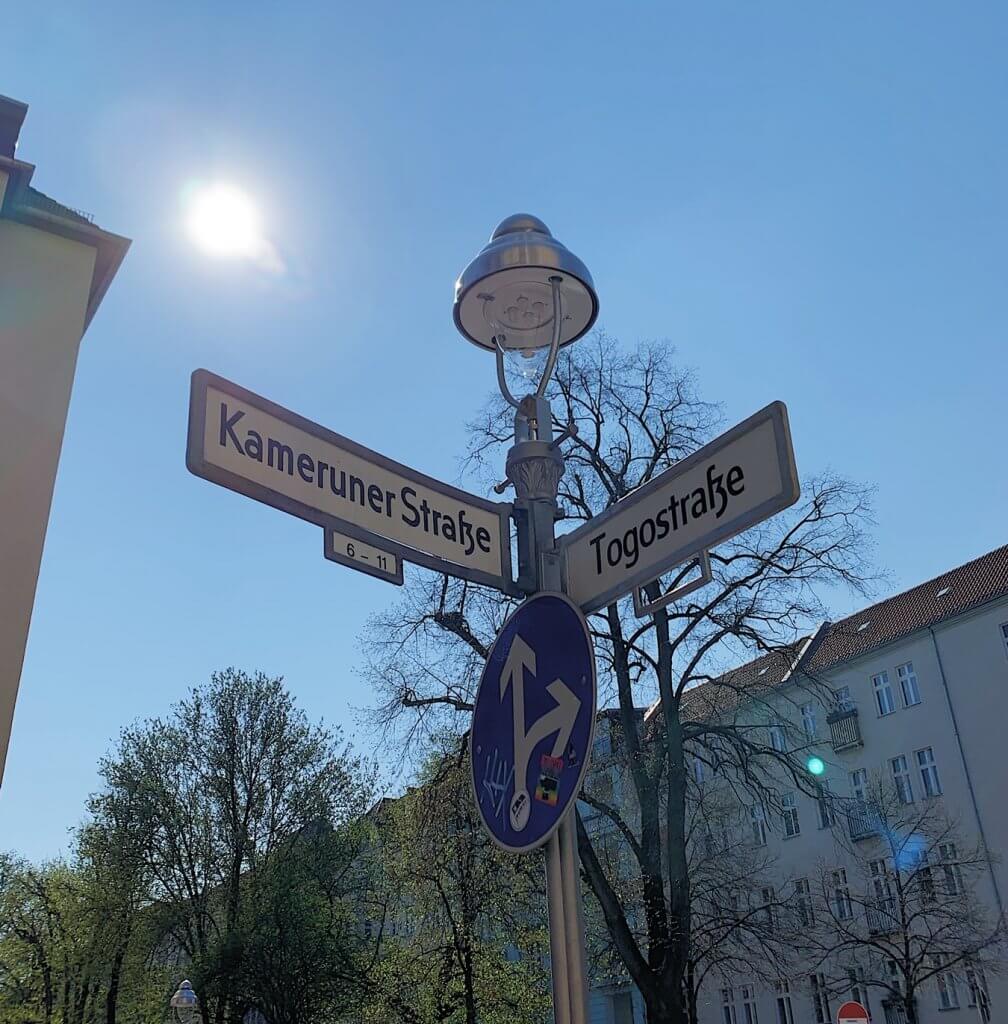 Kameruner Straße
6 – 11
Togostraße